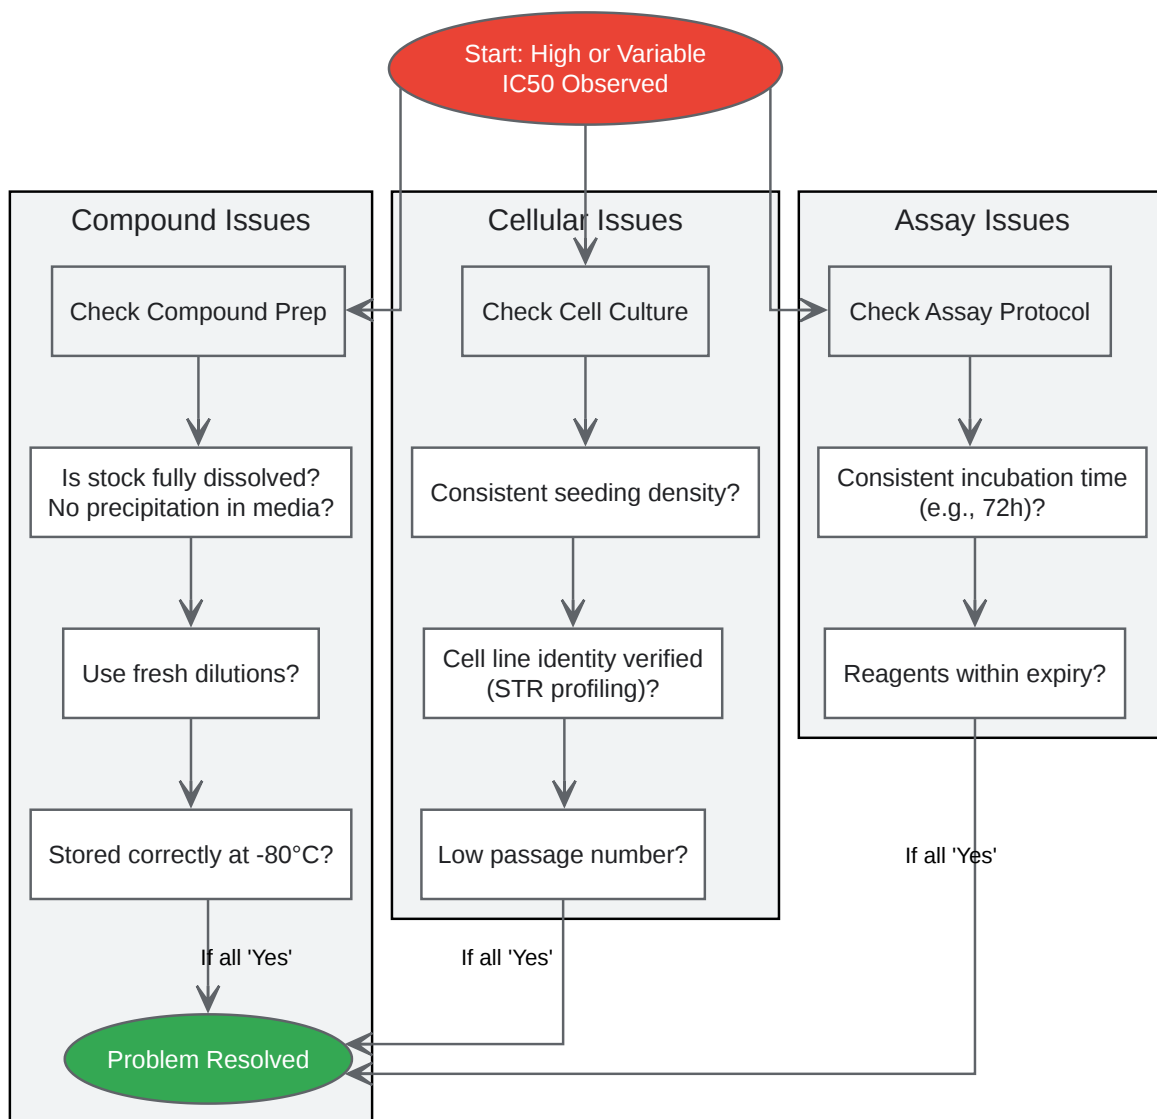 Start: High or Variable
IC50 Observed
Compound Issues
Check Compound Prep
Is stock fully dissolved?
No precipitation in media?
Use fresh dilutions?
Stored correctly at -80°C?
If all 'Yes'
Problem Resolved
Cellular Issues
Check Cell Culture
Consistent seeding density?
Cell line identity verified
(STR profiling)?
Low passage number?
If all 'Yes'
Assay Issues
Check Assay Protocol
Consistent incubation time
(e.g., 72h)?
Reagents within expiry?
If all 'Yes'